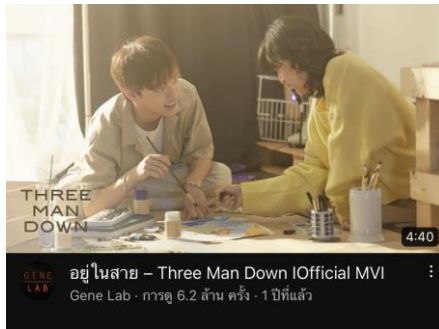 THREE
MAN
DOWN
4:40
GENE
LAB
อยู่ในสาย – Three Man Down lOfficial MVl
Gene Lab · การดู 6.2 ล้าน ครั้ง · 1 ปีที่แล้ว